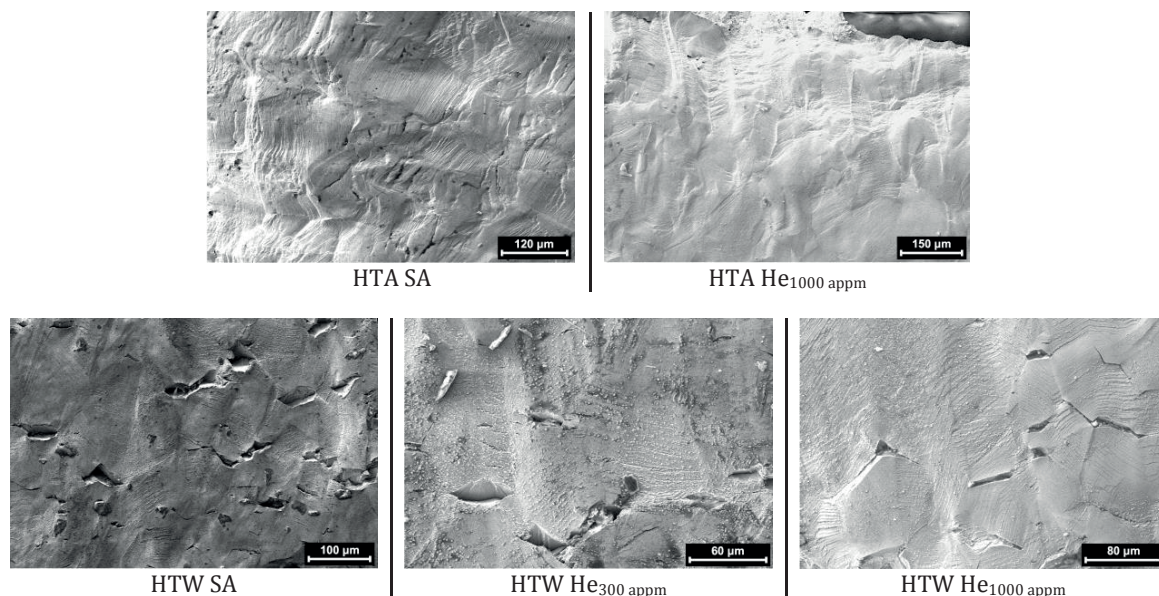 120 µm
150 µm
HTA SA
HTA He1000 appm
100 µm
60 µm
80 µm
HTW SA
HTW He300 appm
HTW He1000 appm